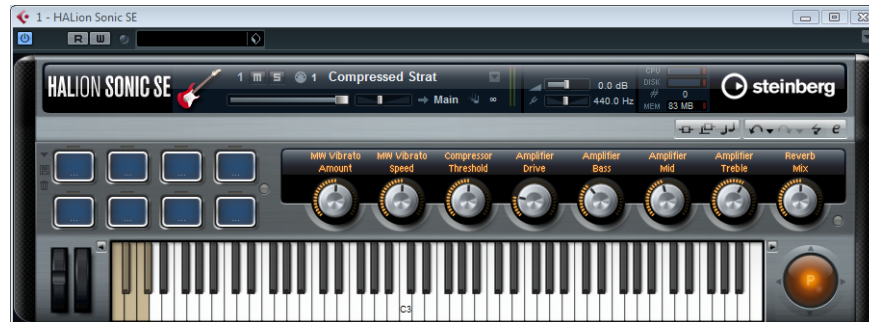 1 - HALion Sonic SE
R W
HALION SONIC SE
1 m S 1 Compressed Strat
Main ∞
0.0 dB
440.0 Hz
CPU
DISK
# 0
MEM 83 MB
steinberg
e
MW Vibrato Amount
MW Vibrato Speed
Compressor Threshold
Amplifier Drive
Amplifier Bass
Amplifier Mid
Amplifier Treble
Reverb Mix
... ... ... ...
... ... ... ...
C3
P